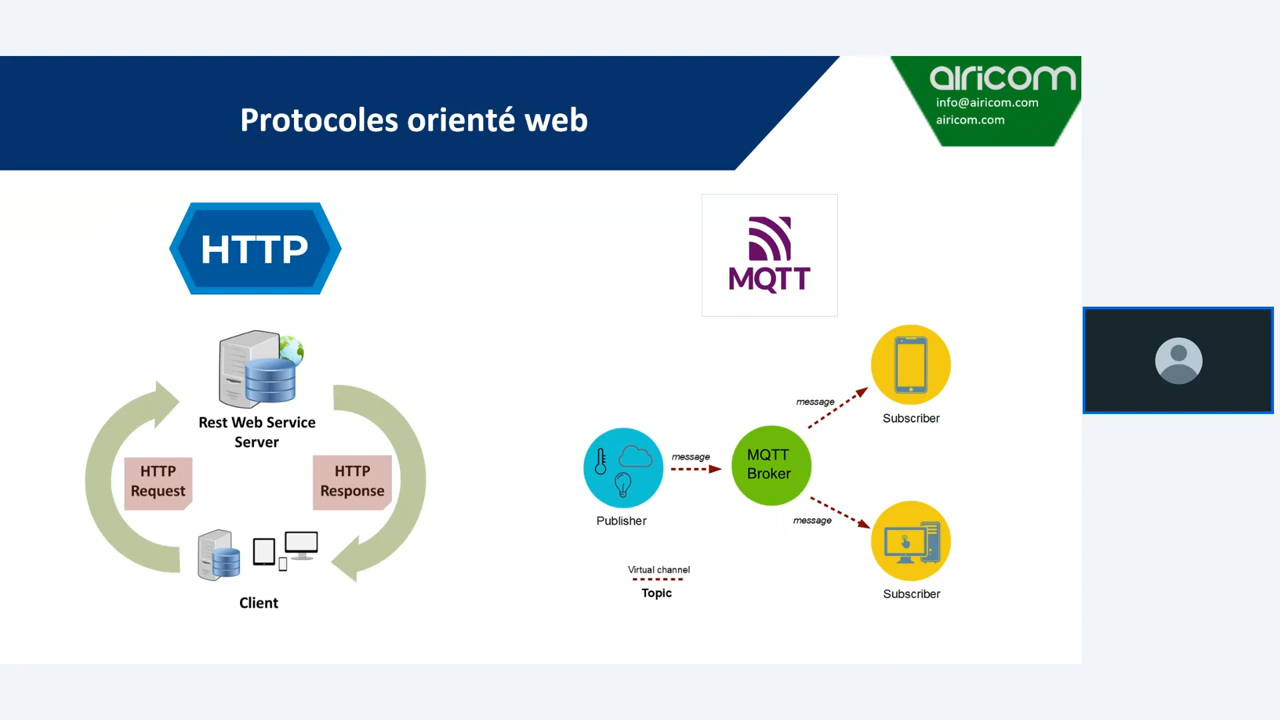 Protocoles orienté web
airicom
info@airicom.com
airicom.com
HTTP
Rest Web Service
Server
HTTP
Request
HTTP
Response
Client
MQTT
message
Subscriber
message
MQTT
Broker
Publisher
message
Subscriber
Virtual channel
Topic